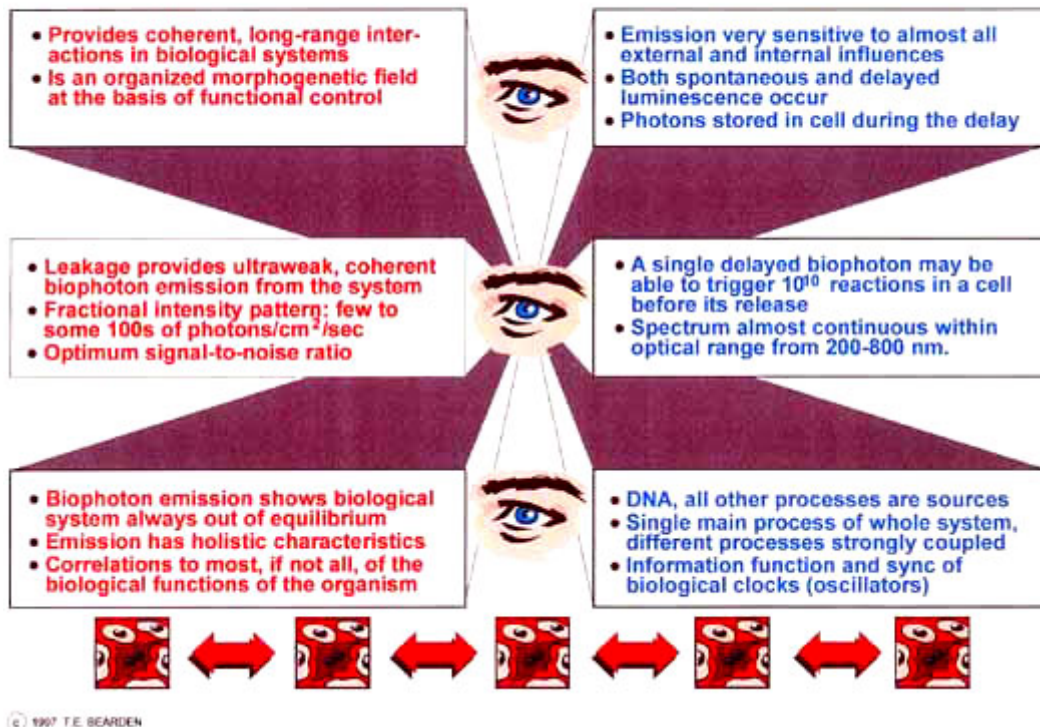 • Provides coherent, long-range inter-
actions in biological systems
• Is an organized morphogenetic field
at the basis of functional control
• Emission very sensitive to almost all
external and internal influences
• Both spontaneous and delayed
luminescence occur
• Photons stored in cell during the delay
• Leakage provides ultraweak, coherent
biophoton emission from the system
• Fractional intensity pattern: few to
some 100s of photons/cm²/sec
• Optimum signal-to-noise ratio
• A single delayed biophoton may be
able to trigger 10¹⁰ reactions in a cell
before its release
• Spectrum almost continuous within
optical range from 200-800 nm.
• Biophoton emission shows biological
system always out of equilibrium
• Emission has holistic characteristics
• Correlations to most, if not all, of the
biological functions of the organism
• DNA, all other processes are sources
• Single main process of whole system,
different processes strongly coupled
• Information function and sync of
biological clocks (oscillators)
© 1997 T.E. BEARDEN